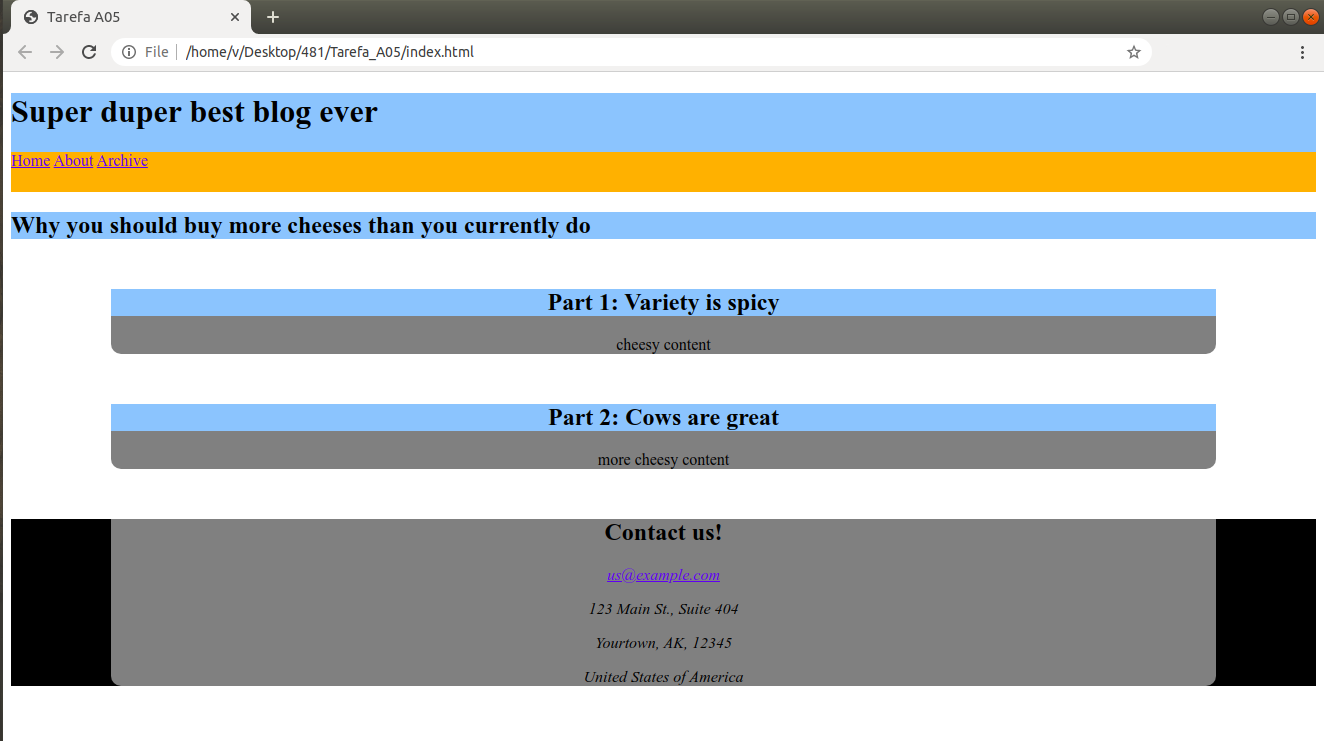 Tarefa A05
File /home/v/Desktop/481/Tarefa_A05/index.html
Super duper best blog ever
Home About Archive
Why you should buy more cheeses than you currently do
Part 1: Variety is spicy
cheesy content
Part 2: Cows are great
more cheesy content
Contact us!
us@example.com
123 Main St., Suite 404
Yourtown, AK, 12345
United States of America